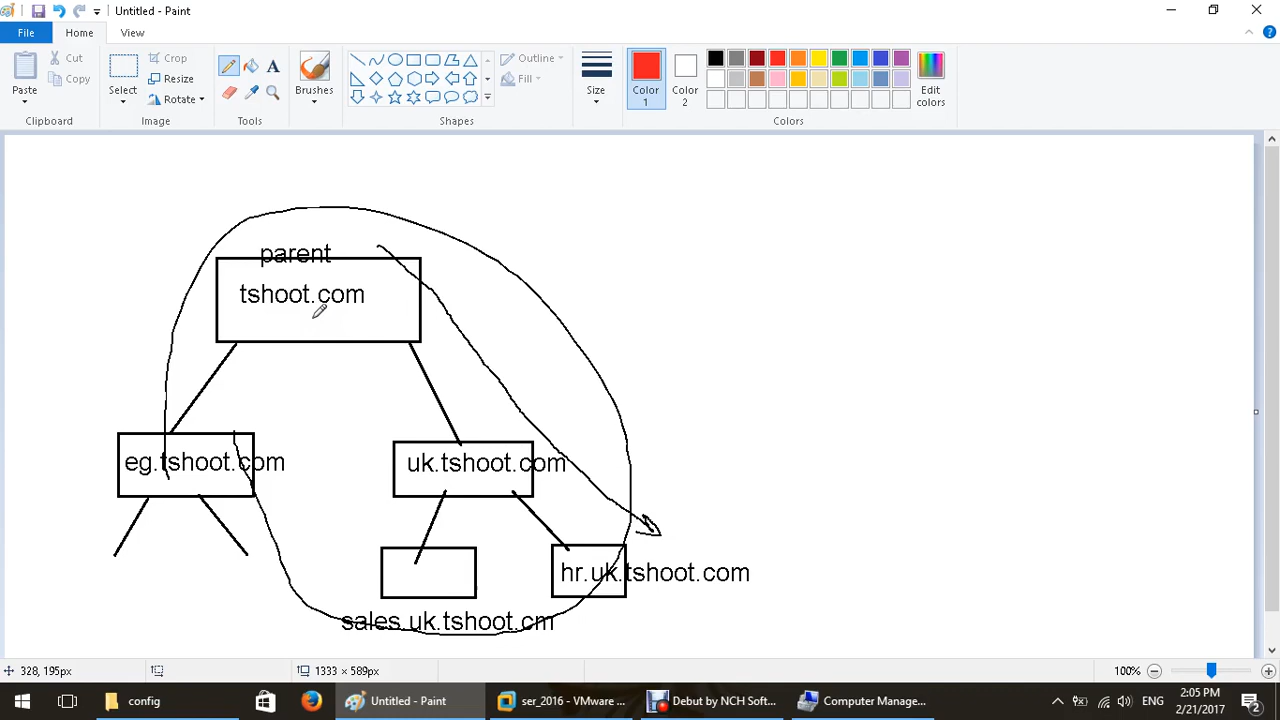 Untitled - Paint
File Home View
Paste
Cut
Copy
Clipboard
Select
Crop
Resize
Rotate
Image
Tools
Brushes
Outline
Fill
Shapes
Size
Color 1
Color 2
Edit colors
Colors
parent
tshoot.com
eg.tshoot.com
uk.tshoot.com
hr.uk.tshoot.com
sales.uk.tshoot.cm
328, 195px
1333 × 589px
100%
config
Untitled - Paint
ser_2016 - VMware ...
Debut by NCH Soft...
Computer Manage...
ENG
2:05 PM
2/21/2017
2